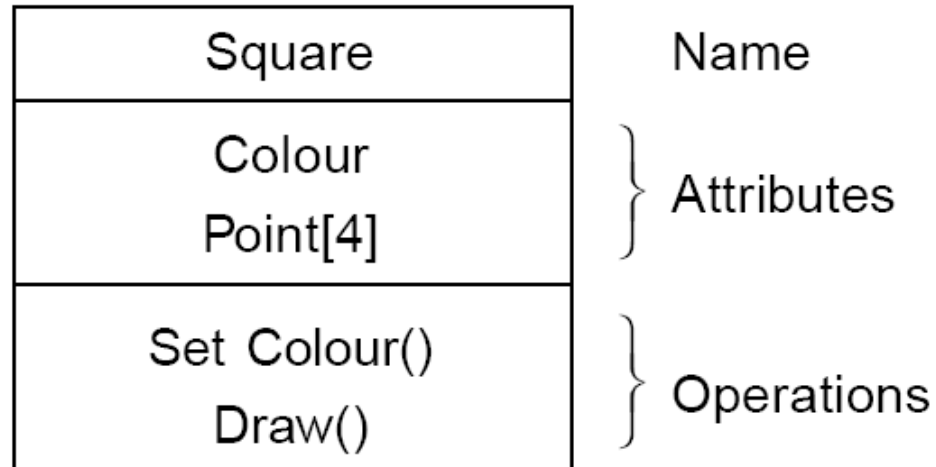 Square Name
Colour
Point[4]
Attributes
Set Colour()
Draw()
Operations